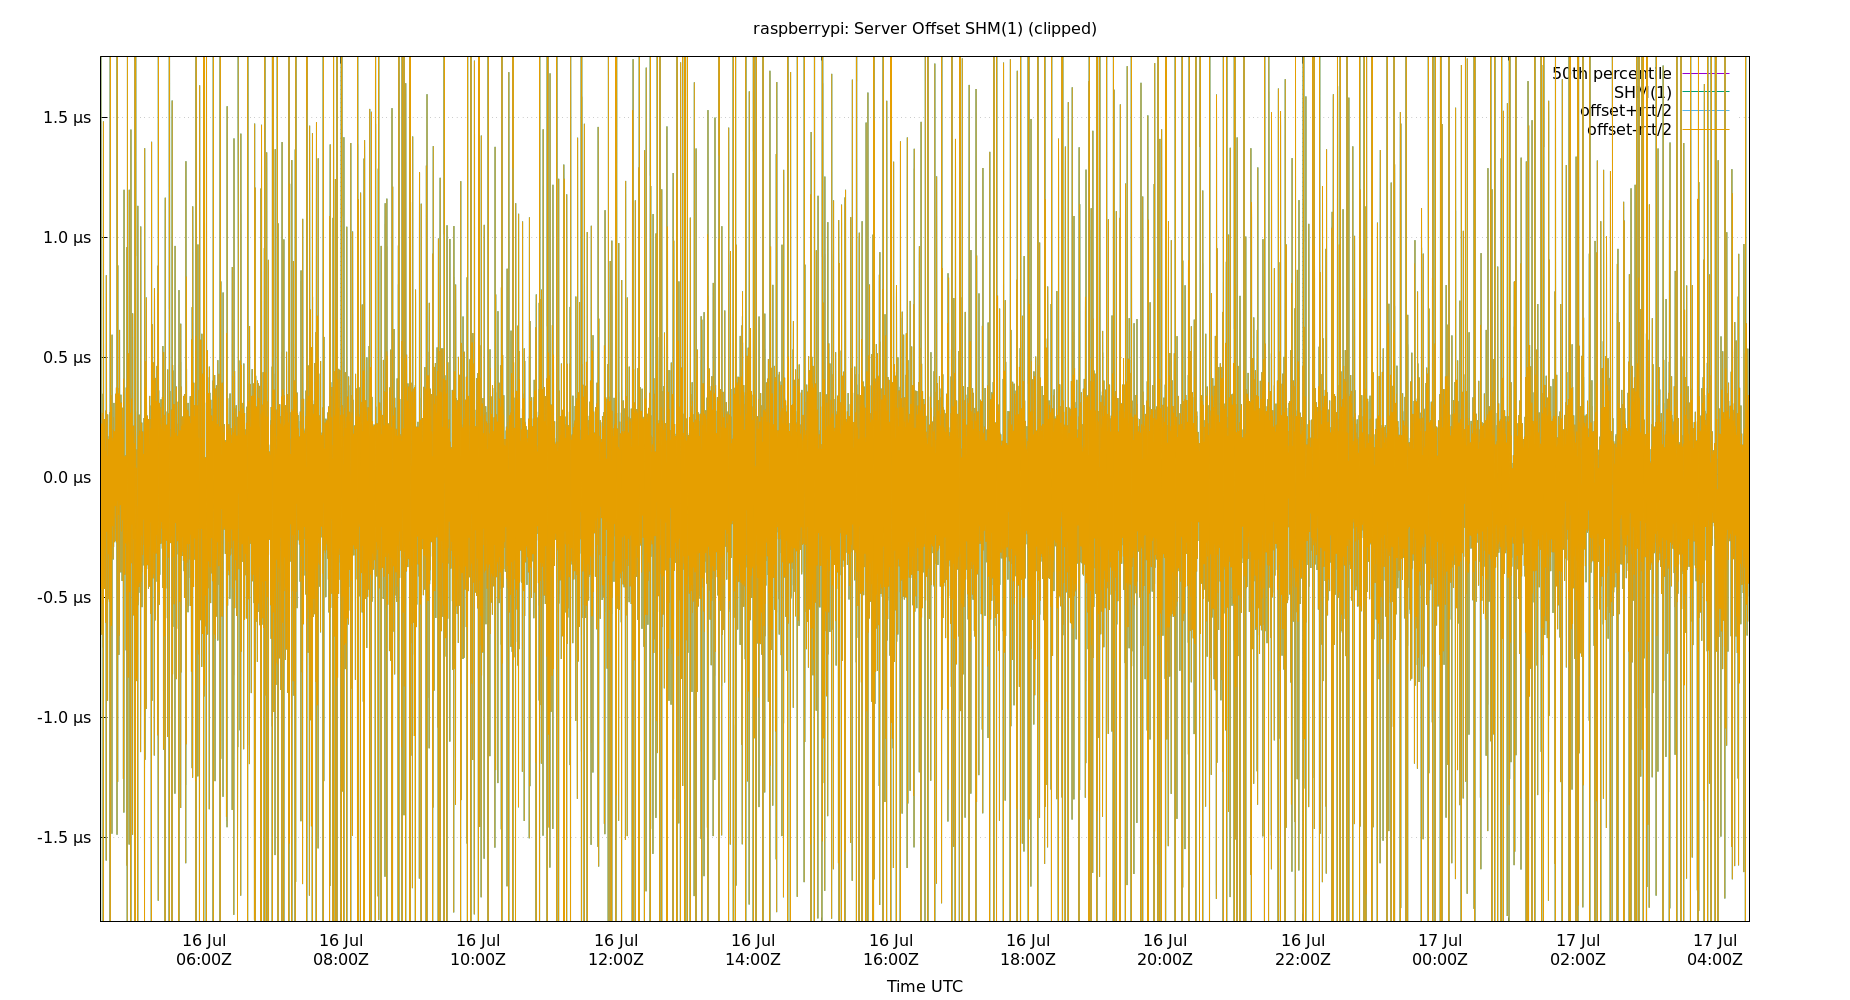 raspberrypi: Server Offset SHM(1) (clipped)
50th percentile
SHM(1)
offset+rtt/2
offset-rtt/2
1.5 µs
1.0 µs
0.5 µs
0.0 µs
-0.5 µs
-1.0 µs
-1.5 µs
16 Jul 16 Jul 16 Jul 16 Jul 16 Jul 16 Jul 16 Jul 16 Jul 16 Jul 17 Jul 17 Jul 17 Jul
06:00Z 08:00Z 10:00Z 12:00Z 14:00Z 16:00Z 18:00Z 20:00Z 22:00Z 00:00Z 02:00Z 04:00Z
Time UTC